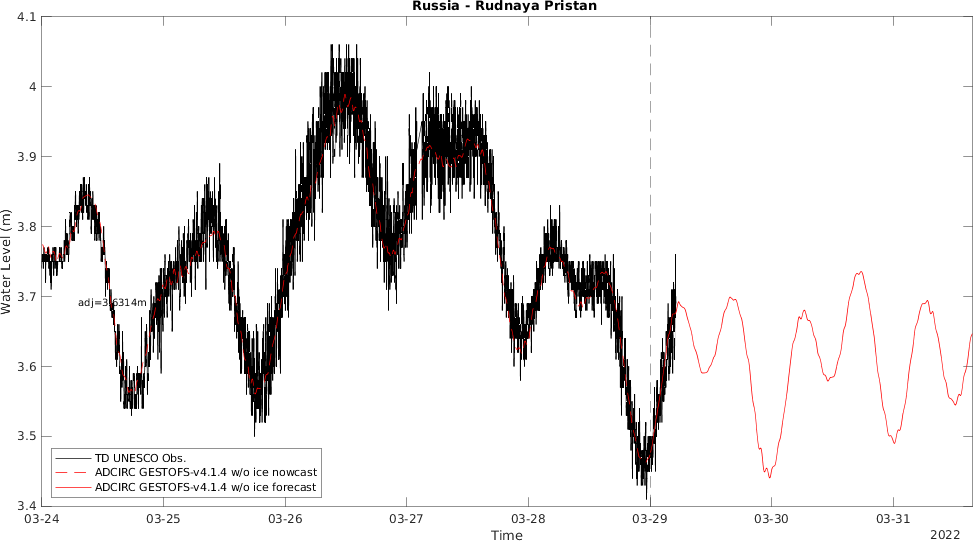 Russia - Rudnaya Pristan
4.1
4
3.9
3.8
3.7
3.6
3.5
3.4
Water Level (m)
adj=3.6314m
TD UNESCO Obs.
ADCIRC GESTOFS-v4.1.4 w/o ice nowcast
ADCIRC GESTOFS-v4.1.4 w/o ice forecast
03-24 03-25 03-26 03-27 03-28 03-29 03-30 03-31
Time
2022